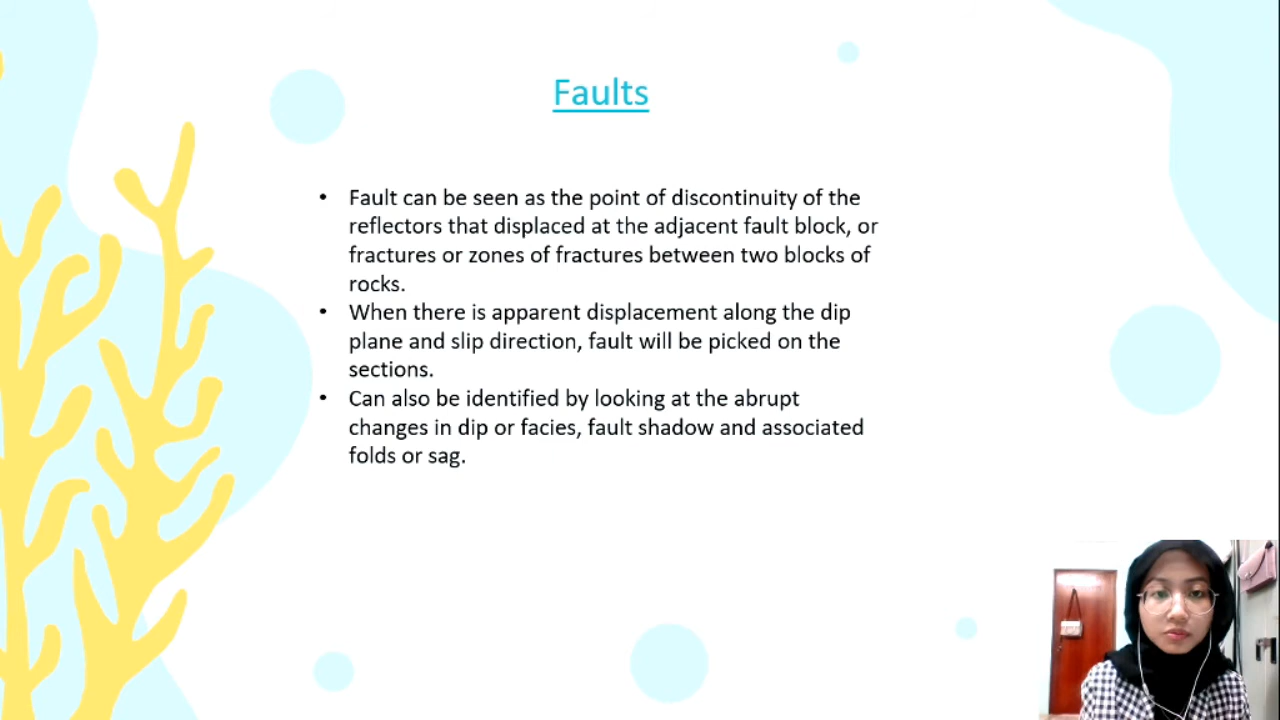 Faults
• Fault can be seen as the point of discontinuity of the
reflectors that displaced at the adjacent fault block, or
fractures or zones of fractures between two blocks of
rocks.
• When there is apparent displacement along the dip
plane and slip direction, fault will be picked on the
sections.
• Can also be identified by looking at the abrupt
changes in dip or facies, fault shadow and associated
folds or sag.